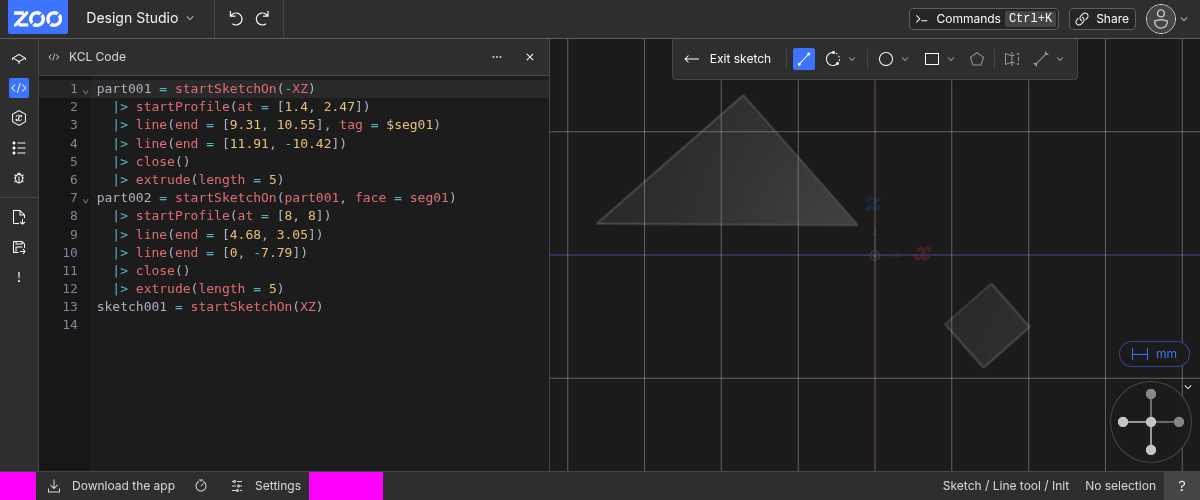 ZOO Design Studio Commands Ctrl+K Share
KCL Code
Exit sketch
1 part001 = startSketchOn(-XZ)
2 |> startProfile(at = [1.4, 2.47])
3 |> line(end = [9.31, 10.55], tag = $seg01)
4 |> line(end = [11.91, -10.42])
5 |> close()
6 |> extrude(length = 5)
7 part002 = startSketchOn(part001, face = seg01)
8 |> startProfile(at = [8, 8])
9 |> line(end = [4.68, 3.05])
10 |> line(end = [0, -7.79])
11 |> close()
12 |> extrude(length = 5)
13 sketch001 = startSketchOn(XZ)
14
z
x
mm
Download the app Settings Sketch / Line tool / Init No selection ?